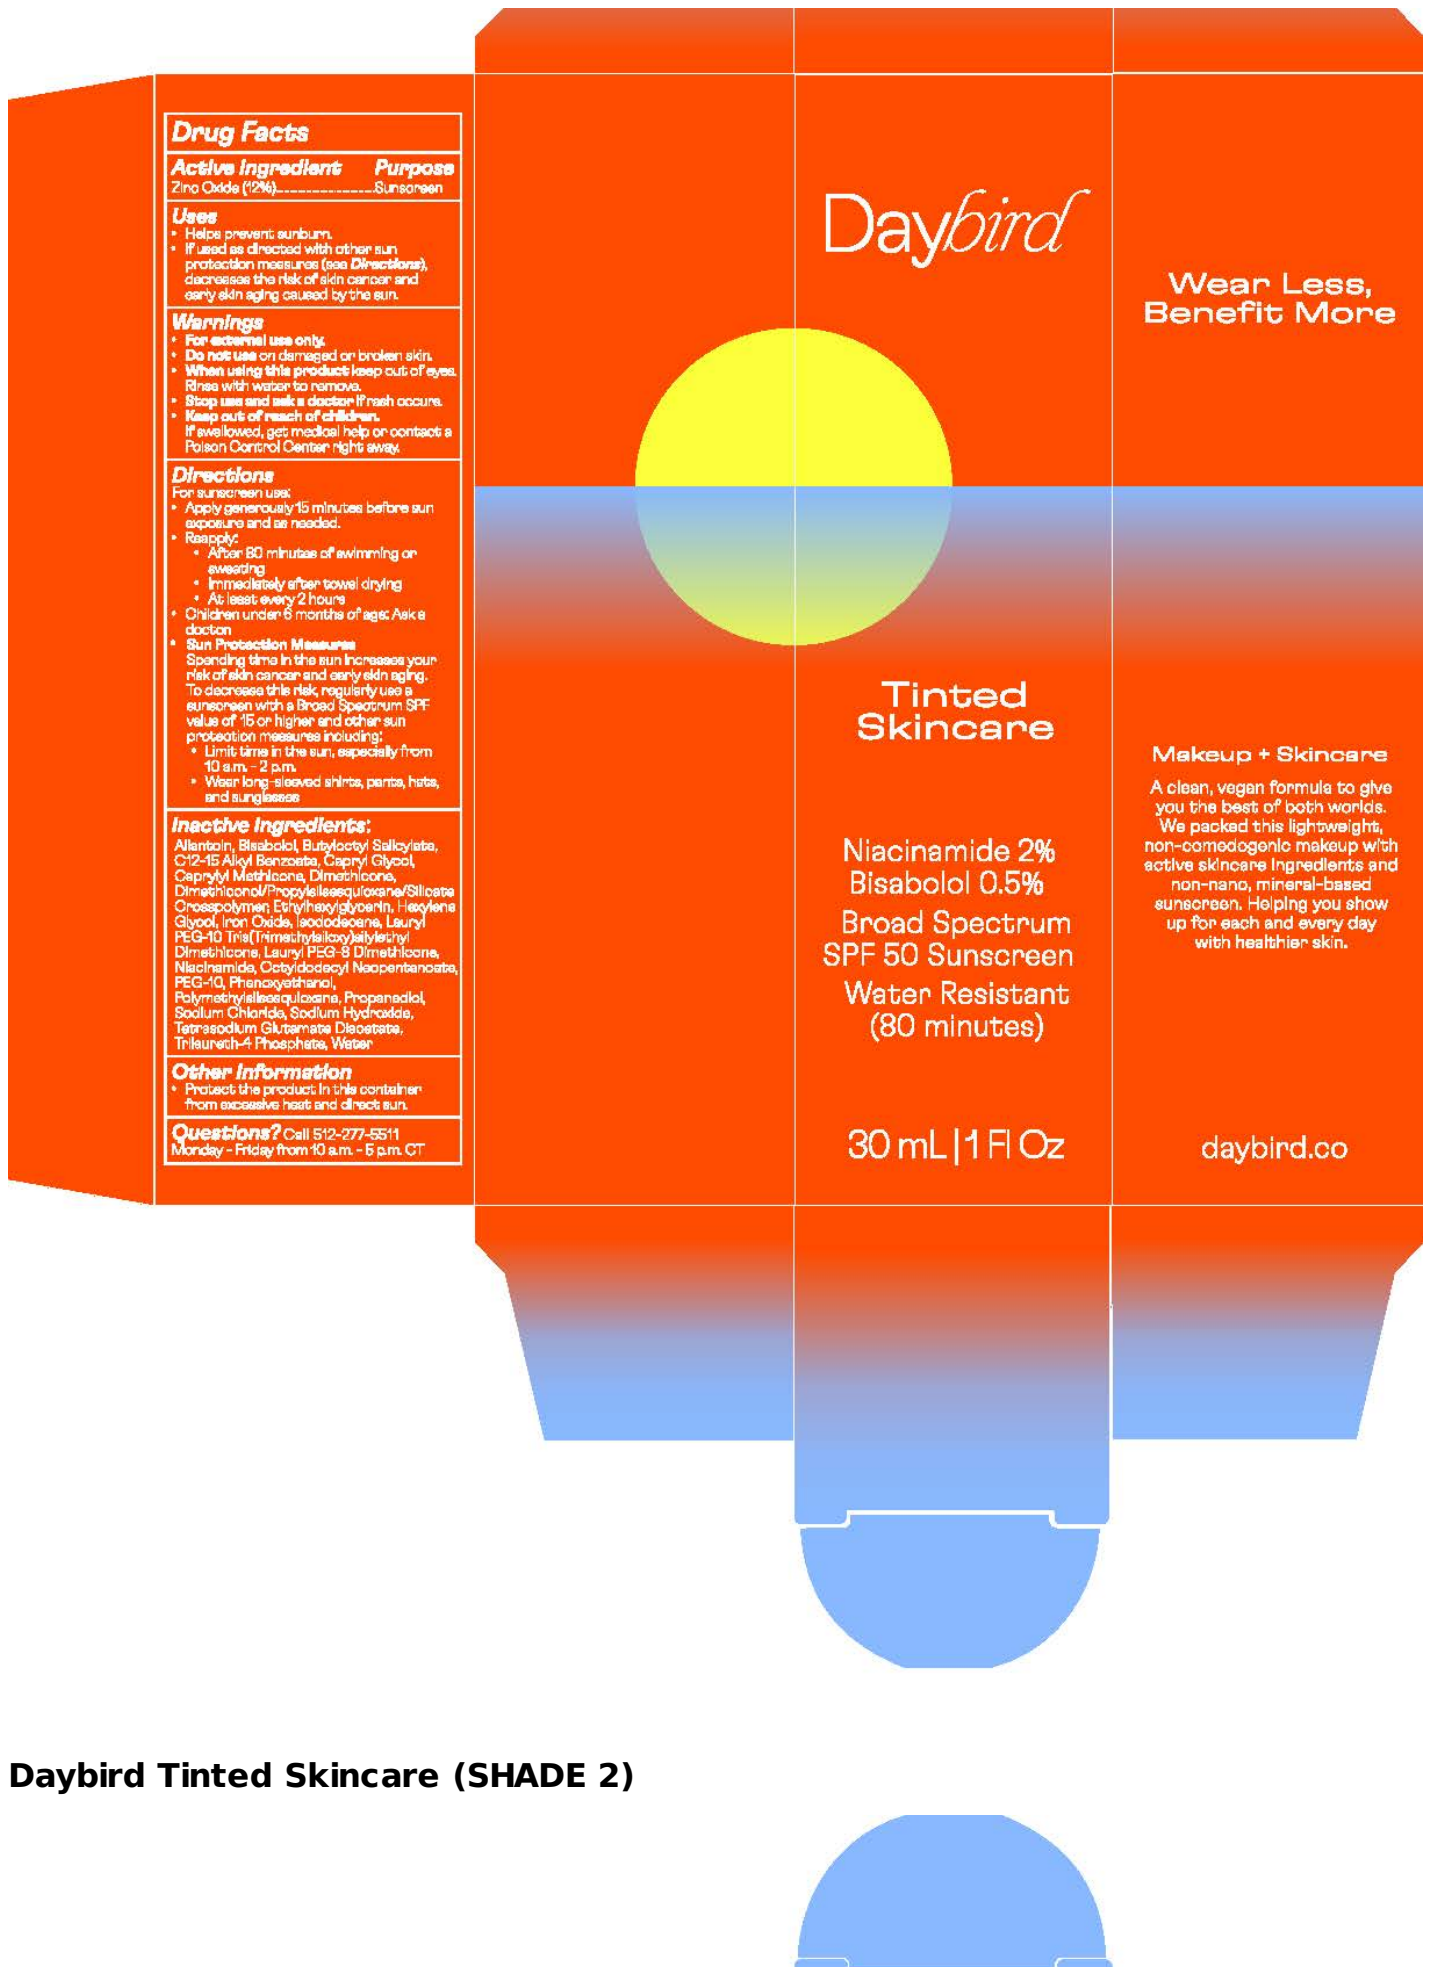 Drug Facts
Active Ingredient Purpose
Zinc Oxide (12%)........................Sunscreen
Uses
• Helps prevent sunburn.
• If used as directed with other sun
protection measures (see Directions),
decreases the risk of skin cancer and
early skin aging caused by the sun.
Warnings
• For external use only.
• Do not use on damaged or broken skin.
• When using this product keep out of eyes.
Rinse with water to remove.
• Stop use and ask a doctor if rash occurs.
• Keep out of reach of children.
If swallowed, get medical help or contact a
Poison Control Center right away.
Directions
For sunscreen use:
• Apply generously 15 minutes before sun
exposure and as needed.
• Reapply:
• After 80 minutes of swimming or
sweating
• Immediately after towel drying
• At least every 2 hours
• Children under 6 months of age: Ask a
doctor
• Sun Protection Measures
Spending time in the sun increases your
risk of skin cancer and early skin aging.
To decrease this risk, regularly use a
sunscreen with a Broad Spectrum SPF
value of 15 or higher and other sun
protection measures including:
• Limit time in the sun, especially from
10 a.m. - 2 p.m.
• Wear long-sleeved shirts, pants, hats,
and sunglasses
Inactive Ingredients:
Allantoin, Bisabolol, Butyloctyl Salicylate,
C12-15 Alkyl Benzoate, Capryl Glycol,
Caprylyl Methicone, Dimethicone,
Dimethiconol/Propylsilsesquioxane/Silicate
Crosspolymer, Ethylhexylglycerin, Hexylene
Glycol, Iron Oxide, Isododecane, Lauryl
PEG-10 Tris(Trimethylsiloxy)silylethyl
Dimethicone, Lauryl PEG-8 Dimethicone,
Niacinamide, Octyldodecyl Neopentanoate,
PEG-10, Phenoxyethanol,
Polymethylsilsesquioxane, Propanediol,
Sodium Chloride, Sodium Hydroxide,
Tetrasodium Glutamate Diacetate,
Trilaureth-4 Phosphate, Water
Other Information
• Protect the product in this container
from excessive heat and direct sun.
Questions? Call 512-277-5511
Monday - Friday from 10 a.m. - 5 p.m. CT
Daybird
Tinted
Skincare
Niacinamide 2%
Bisabolol 0.5%
Broad Spectrum
SPF 50 Sunscreen
Water Resistant
(80 minutes)
30 mL | 1 Fl Oz
Wear Less,
Benefit More
Makeup + Skincare
A clean, vegan formula to give
you the best of both worlds.
We packed this lightweight,
non-comedogenic makeup with
active skincare ingredients and
non-nano, mineral-based
sunscreen. Helping you show
up for each and every day
with healthier skin.
daybird.co
Daybird Tinted Skincare (SHADE 2)